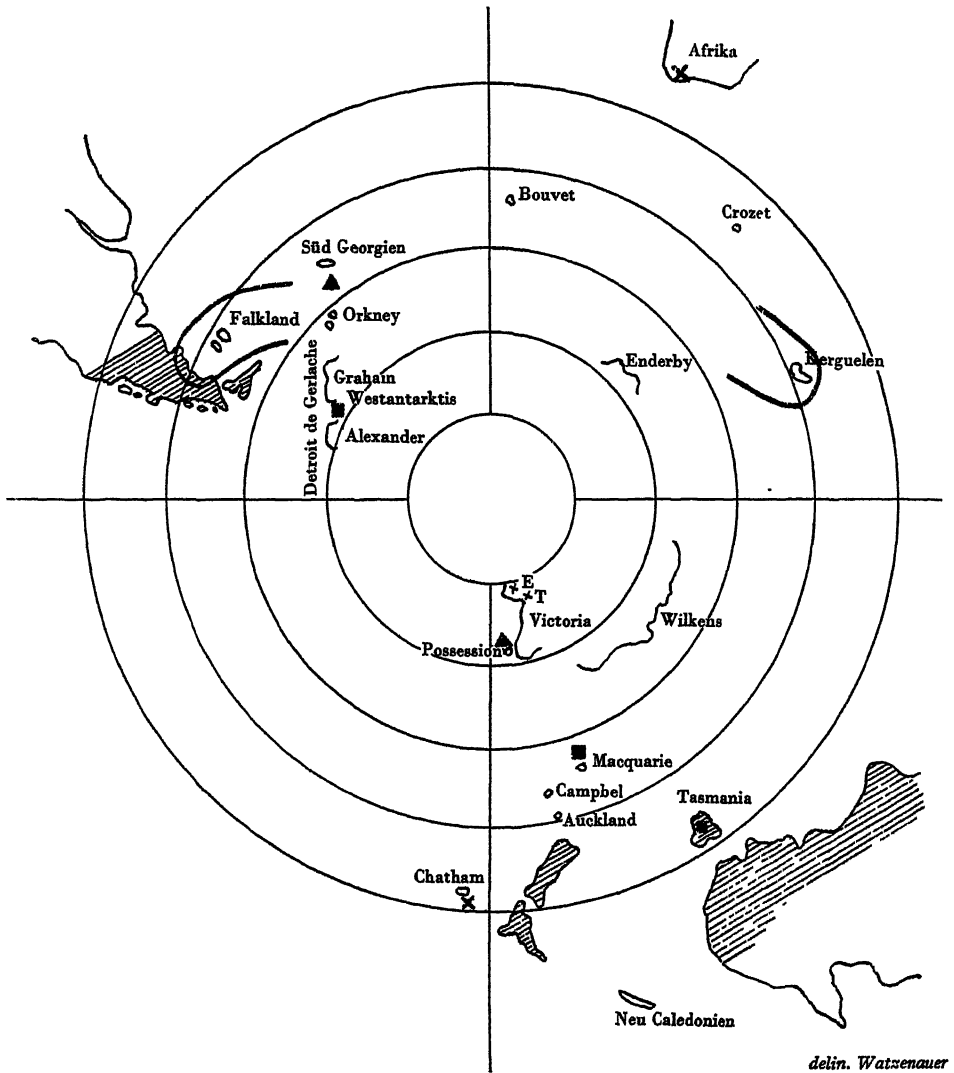 Afrika
Bouvet
Crozet
Süd Georgien
Falkland
Orkney
Enderby
Berguelen
Detroit de Gerlache
Grahain
Westantarktis
Alexander
E
T
Victoria
Wilkens
Possession
Macquarie
Campbel
Tasmania
Auckland
Chatham
Neu Caledonien
delin. Watzenauer